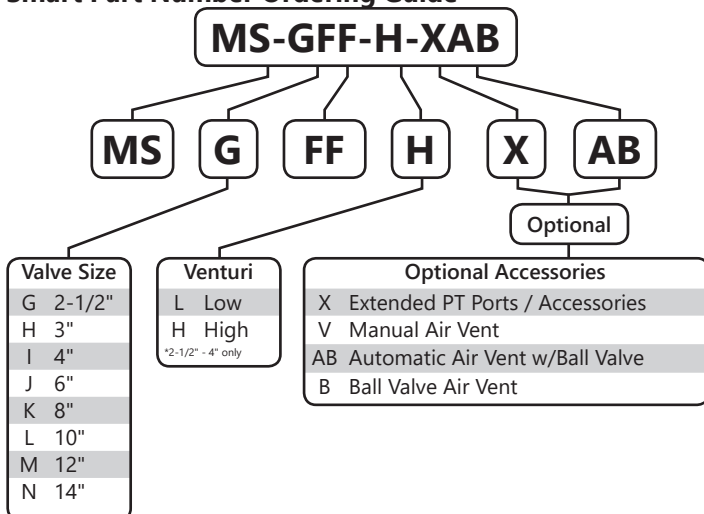 Smart Part Number Ordering Guide
MS-GFF-H-XAB
MS G FF H X AB
Optional
Valve Size
G 2-1/2"
H 3"
I 4"
J 6"
K 8"
L 10"
M 12"
N 14"
Venturi
L Low
H High
*2-1/2" - 4" only
Optional Accessories
X Extended PT Ports / Accessories
V Manual Air Vent
AB Automatic Air Vent w/Ball Valve
B Ball Valve Air Vent